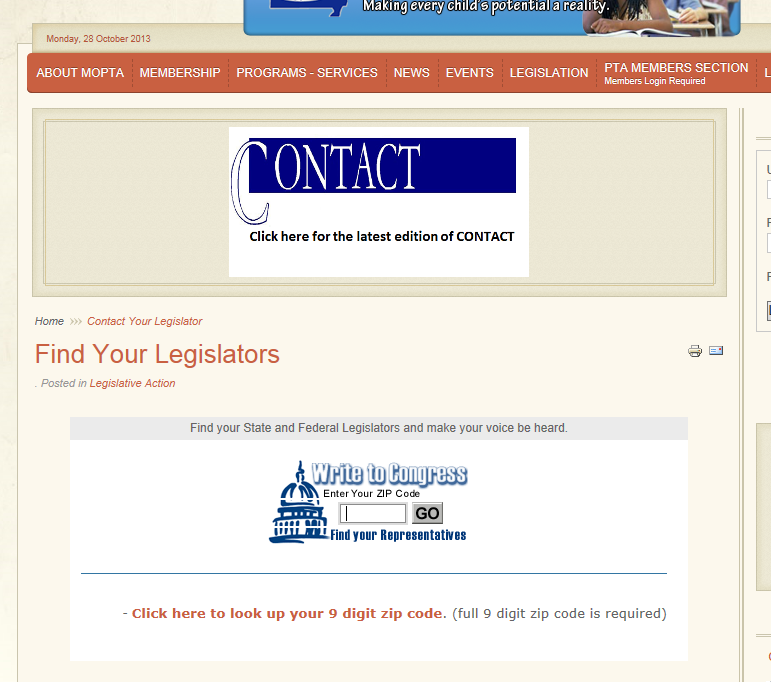 Making every child's potential a reality.
Monday, 28 October 2013
ABOUT MOPTA
MEMBERSHIP
PROGRAMS - SERVICES
NEWS
EVENTS
LEGISLATION
PTA MEMBERS SECTION
Members Login Required
CONTACT
Click here for the latest edition of CONTACT
Home >>> Contact Your Legislator
Find Your Legislators
. Posted in Legislative Action
Find your State and Federal Legislators and make your voice be heard.
Write to Congress
Enter Your ZIP Code
GO
Find your Representatives
- Click here to look up your 9 digit zip code. (full 9 digit zip code is required)